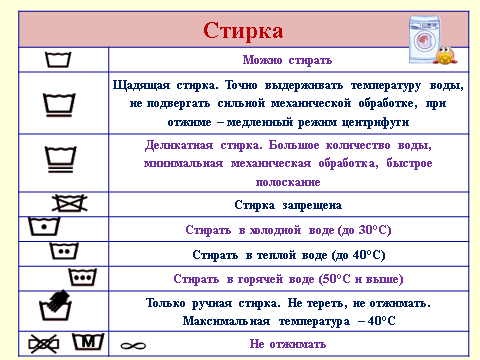 Стирка
Можно стирать
Щадящая стирка. Точно выдерживать температуру воды,
не подвергать сильной механической обработке, при
отжиме – медленный режим центрифуги
Деликатная стирка. Большое количество воды,
минимальная механическая обработка, быстрое
полоскание
Стирка запрещена
Стирать в холодной воде (до 30°С)
Стирать в теплой воде (до 40°С)
Стирать в горячей воде (50°С и выше)
Только ручная стирка. Не тереть, не отжимать.
Максимальная температура – 40°С
М Не отжимать